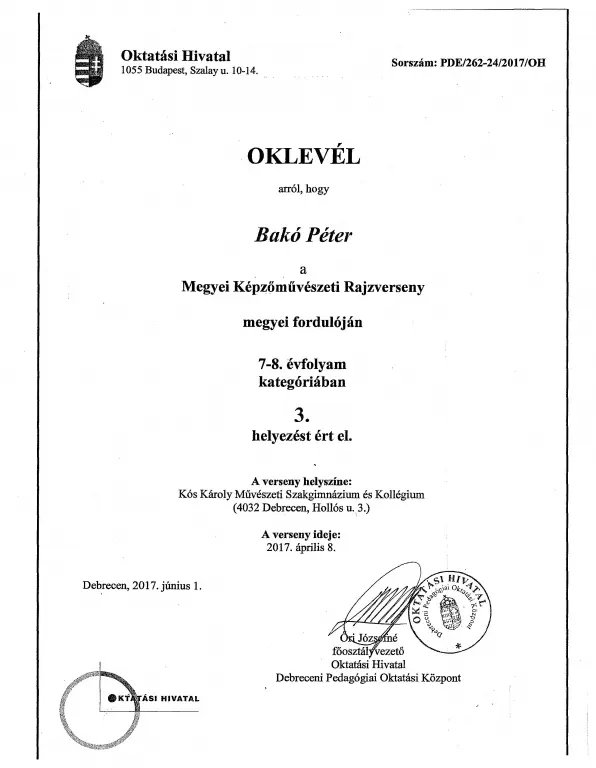 Oktatási Hivatal
1055 Budapest, Szalay u. 10-14.
Sorszám: PDE/262-24/2017/OH
OKLEVÉL
arról, hogy
Bakó Péter
a
Megyei Képzőművészeti Rajzverseny
megyei fordulóján
7-8. évfolyam
kategóriában
3.
helyezést ért el.
A verseny helyszíne:
Kós Károly Művészeti Szakgimnázium és Kollégium
(4032 Debrecen, Hollós u. 3.)
A verseny ideje:
2017. április 8.
Debrecen, 2017. június 1.
OKTATÁSI HIVATAL
Debreceni Pedagógiai Oktatási Központ
*
Őri Józsefné
főosztályvezető
Oktatási Hivatal
Debreceni Pedagógiai Oktatási Központ
OKTATÁSI HIVATAL